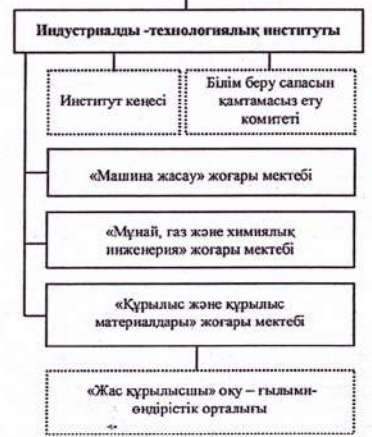 Индустриалды -технологиялық институты
Институт кеңесі
Білім беру сапасын
қамтамасыз ету
комитеті
«Машина жасау» жоғары мектебі
«Мұнай, газ және химиялық
инженерия» жоғары мектебі
«Құрылыс және құрылыс
материалдары» жоғары мектебі
«Жас құрылысшы» оқу – ғылыми-
өндірістік орталығы